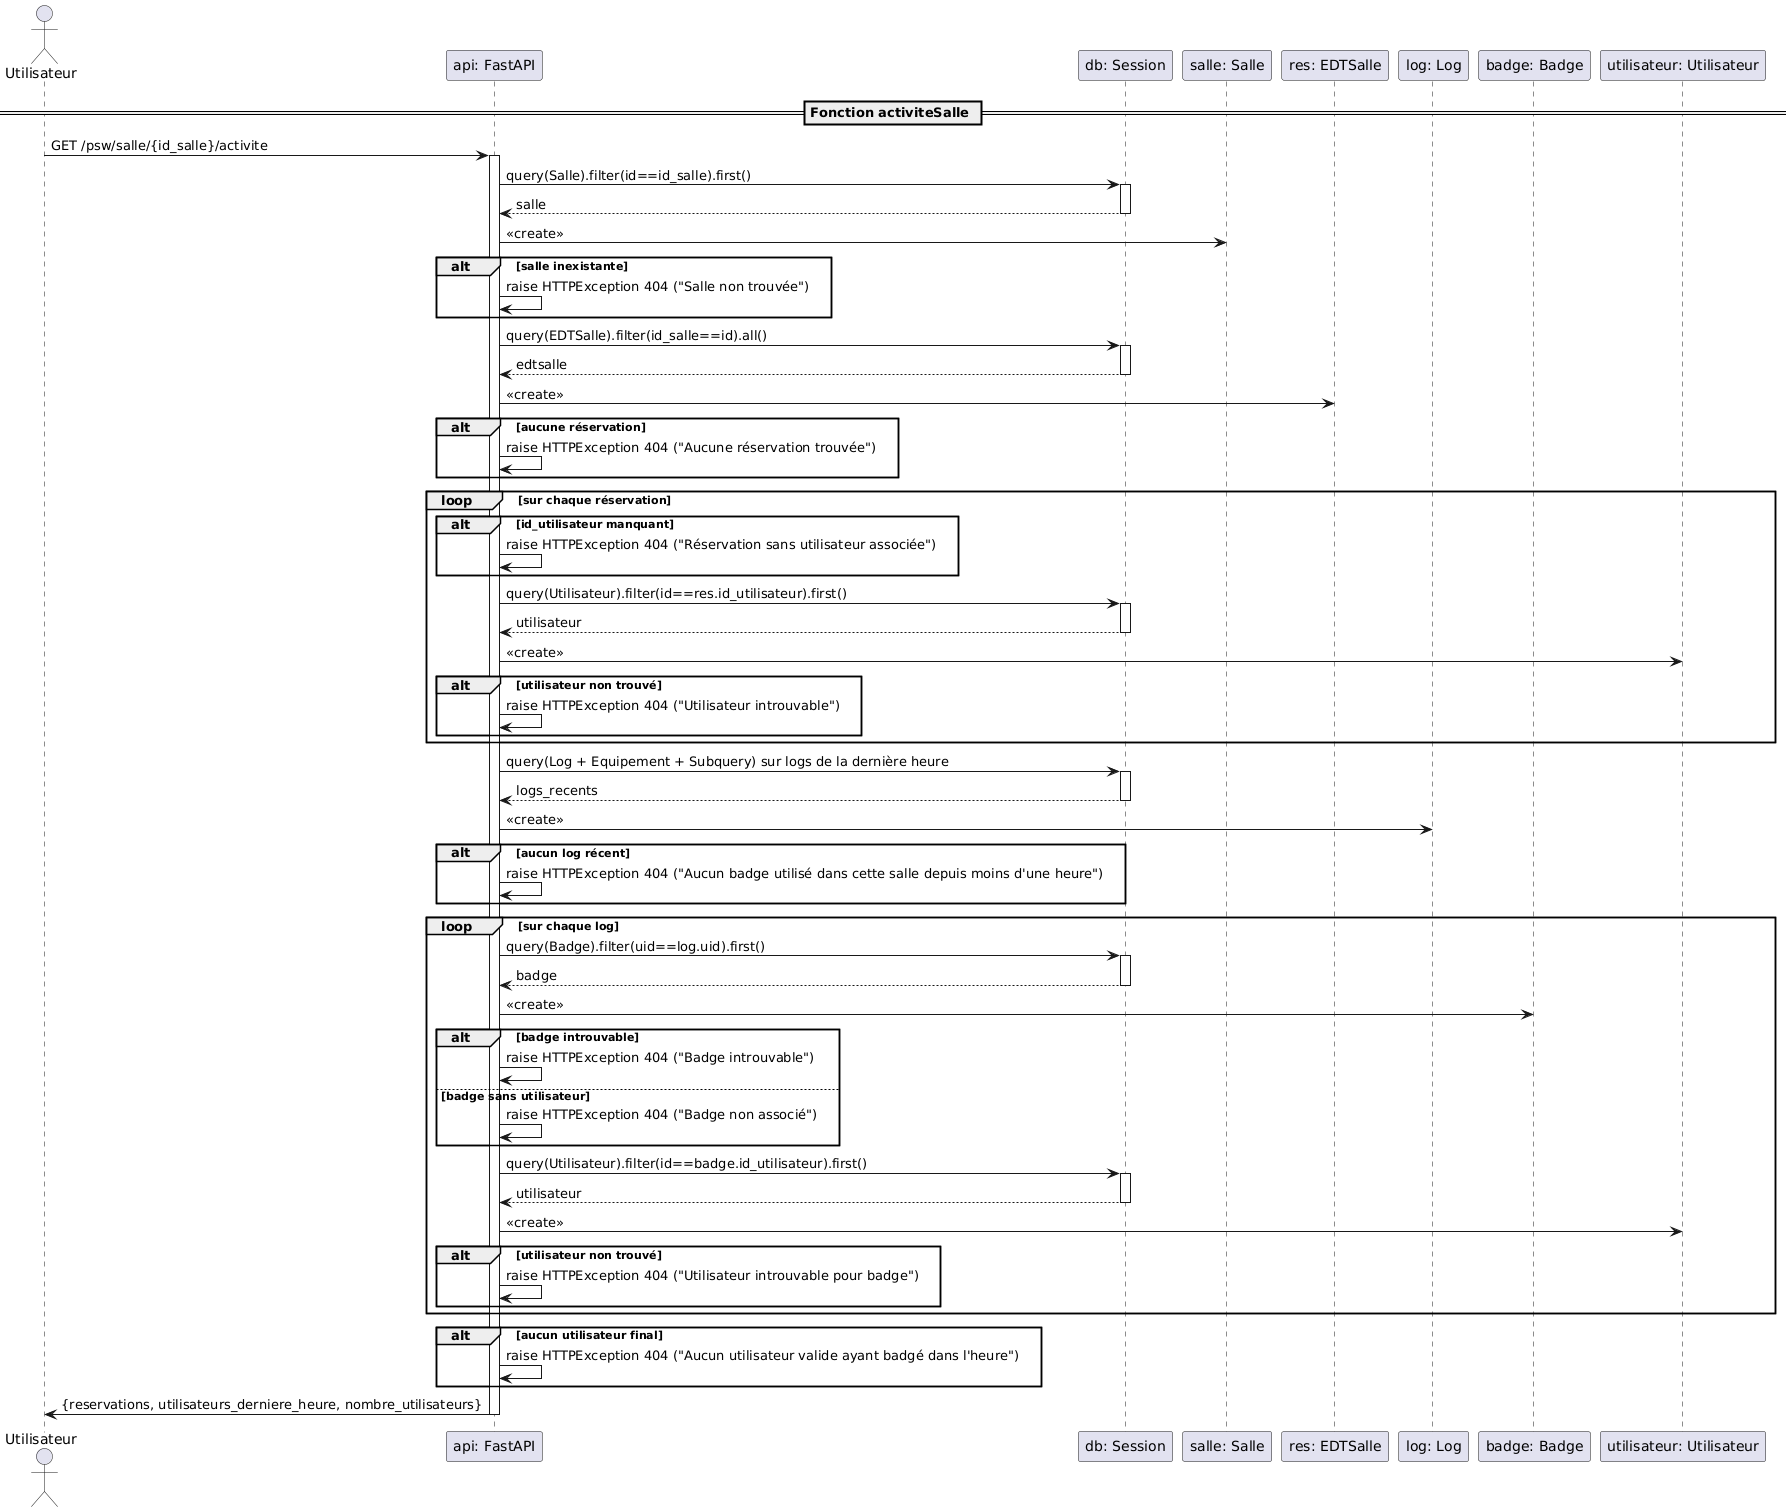 Utilisateur
api: FastAPI
db: Session
salle: Salle
res: EDTSalle
log: Log
badge: Badge
utilisateur: Utilisateur
Fonction activiteSalle
GET /psw/salle/{id_salle}/activite
query(Salle).filter(id==id_salle).first()
salle
«create»
alt [salle inexistante]
raise HTTPException 404 ("Salle non trouvée")
query(EDTSalle).filter(id_salle==id).all()
edtsalle
«create»
alt [aucune réservation]
raise HTTPException 404 ("Aucune réservation trouvée")
loop [sur chaque réservation]
alt [id_utilisateur manquant]
raise HTTPException 404 ("Réservation sans utilisateur associée")
query(Utilisateur).filter(id==res.id_utilisateur).first()
utilisateur
«create»
alt [utilisateur non trouvé]
raise HTTPException 404 ("Utilisateur introuvable")
query(Log + Equipement + Subquery) sur logs de la dernière heure
logs_recents
«create»
alt [aucun log récent]
raise HTTPException 404 ("Aucun badge utilisé dans cette salle depuis moins d'une heure")
loop [sur chaque log]
query(Badge).filter(uid==log.uid).first()
badge
«create»
alt [badge introuvable]
raise HTTPException 404 ("Badge introuvable")
[badge sans utilisateur]
raise HTTPException 404 ("Badge non associé")
query(Utilisateur).filter(id==badge.id_utilisateur).first()
utilisateur
«create»
alt [utilisateur non trouvé]
raise HTTPException 404 ("Utilisateur introuvable pour badge")
alt [aucun utilisateur final]
raise HTTPException 404 ("Aucun utilisateur valide ayant badgé dans l'heure")
{reservations, utilisateurs_derniere_heure, nombre_utilisateurs}
Utilisateur
api: FastAPI
db: Session
salle: Salle
res: EDTSalle
log: Log
badge: Badge
utilisateur: Utilisateur